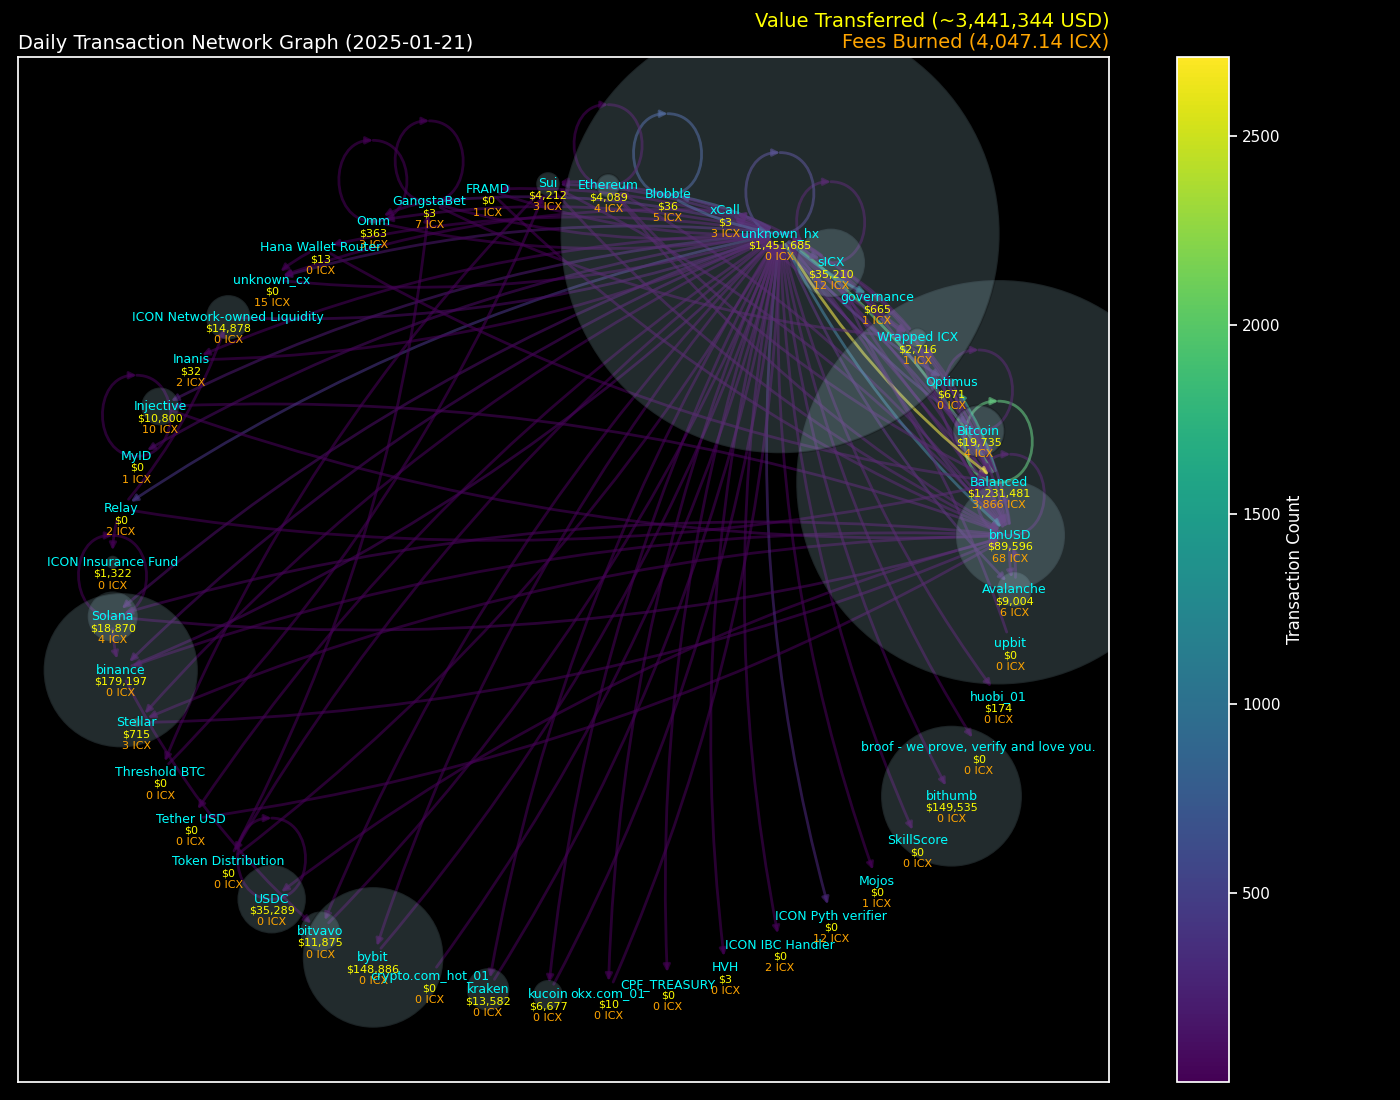 Value Transferred (~3,441,344 USD)
Daily Transaction Network Graph (2025-01-21)
Fees Burned (4,047.14 ICX)
Sui
$4,212
3 ICX
Ethereum
$4,089
4 ICX
Blobble
$36
5 ICX
xCall
$3
3 ICX
unknown_hx
$1,451,685
0 ICX
sICX
$35,210
12 ICX
governance
$665
1 ICX
Wrapped ICX
$2,716
1 ICX
Optimus
$671
0 ICX
Bitcoin
$19,735
4 ICX
Balanced
$1,231,481
3,866 ICX
bnUSD
$89,596
68 ICX
Avalanche
$9,004
6 ICX
upbit
$0
0 ICX
huobi_01
$174
0 ICX
broof - we prove, verify and love you.
$0
0 ICX
bithumb
$149,535
0 ICX
SkillScore
$0
0 ICX
Mojos
$0
1 ICX
ICON Pyth verifier
$0
12 ICX
ICON IBC Handler
$0
2 ICX
HVH
$3
0 ICX
CPF_TREASURY
$0
0 ICX
okx.com_01
$10
0 ICX
kucoin
$6,677
0 ICX
kraken
$13,582
0 ICX
crypto.com_hot_01
$0
0 ICX
bybit
$148,886
0 ICX
bitvavo
$11,875
0 ICX
USDC
$35,289
0 ICX
Token Distribution
$0
0 ICX
Tether USD
$0
0 ICX
Threshold BTC
$0
0 ICX
Stellar
$715
3 ICX
binance
$179,197
0 ICX
Solana
$18,870
4 ICX
ICON Insurance Fund
$1,322
0 ICX
Relay
$0
2 ICX
MyID
$0
1 ICX
Injective
$10,800
10 ICX
Inanis
$32
2 ICX
ICON Network-owned Liquidity
$14,878
0 ICX
unknown_cx
$0
15 ICX
Hana Wallet Router
$13
0 ICX
Omm
$363
ICX
GangstaBet
$3
7 ICX
FRAMD
$0
1 ICX
2500
2000
1500
1000
500
Transaction Count